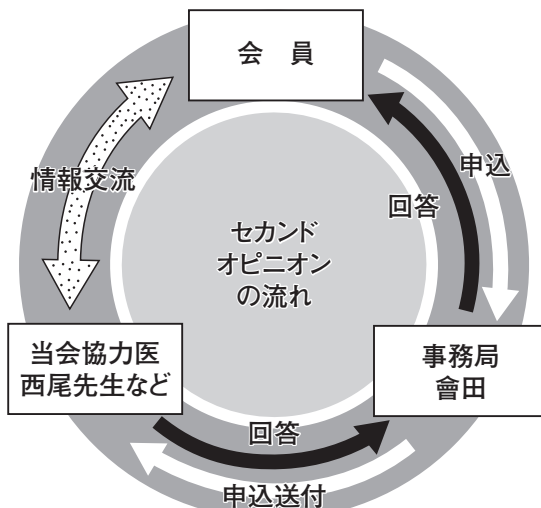 会　員
申込
回答
情報交流
セカンド
オピニオン
の流れ
当会協力医
西尾先生など
事務局
會田
回答
申込送付